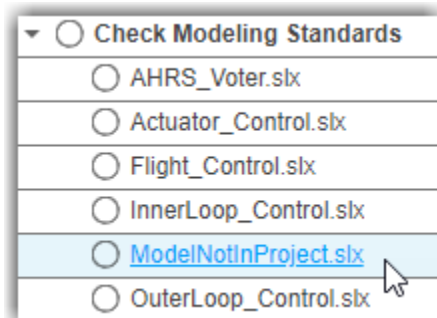 Check Modeling Standards
AHRS_Voter.slx
Actuator_Control.slx
Flight_Control.slx
InnerLoop_Control.slx
ModelNotInProject.slx
OuterLoop_Control.slx